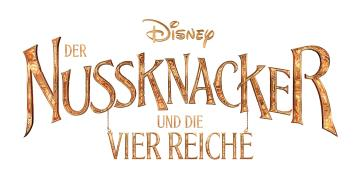 Disney
DER
NUSSKNACKER
UND DIE
VIER REICHE